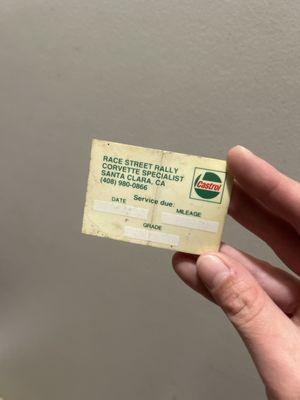 RACE STREET RALLY
CORVETTE SPECIALIST
SANTA CLARA, CA
(408) 980-0866
Castrol
Service due:
DATE
MILEAGE
GRADE